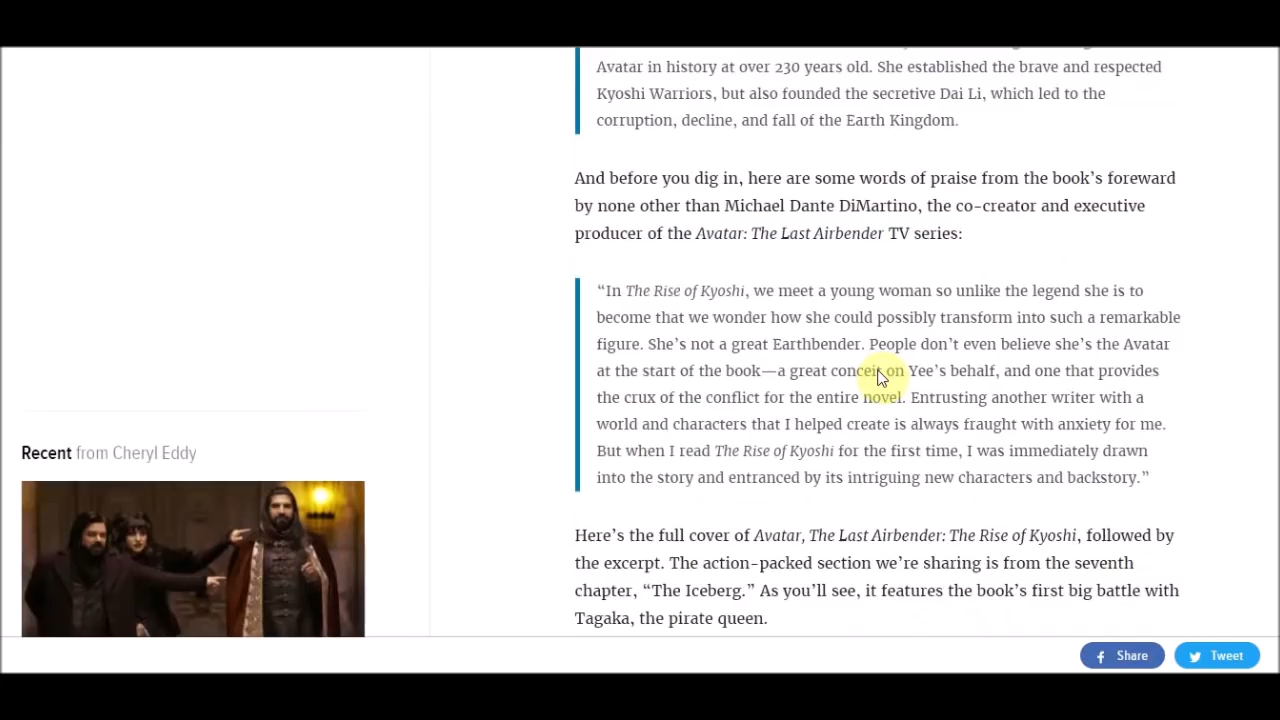 Avatar in history at over 230 years old. She established the brave and respected
Kyoshi Warriors, but also founded the secretive Dai Li, which led to the
corruption, decline, and fall of the Earth Kingdom.
And before you dig in, here are some words of praise from the book’s foreward
by none other than Michael Dante DiMartino, the co-creator and executive
producer of the Avatar: The Last Airbender TV series:
“In The Rise of Kyoshi, we meet a young woman so unlike the legend she is to
become that we wonder how she could possibly transform into such a remarkable
figure. She’s not a great Earthbender. People don’t even believe she’s the Avatar
at the start of the book—a great conceit on Yee’s behalf, and one that provides
the crux of the conflict for the entire novel. Entrusting another writer with a
world and characters that I helped create is always fraught with anxiety for me.
But when I read The Rise of Kyoshi for the first time, I was immediately drawn
into the story and entranced by its intriguing new characters and backstory.”
Here’s the full cover of Avatar, The Last Airbender: The Rise of Kyoshi, followed by
the excerpt. The action-packed section we’re sharing is from the seventh
chapter, “The Iceberg.” As you’ll see, it features the book’s first big battle with
Tagaka, the pirate queen.
Recent from Cheryl Eddy
Share
Tweet